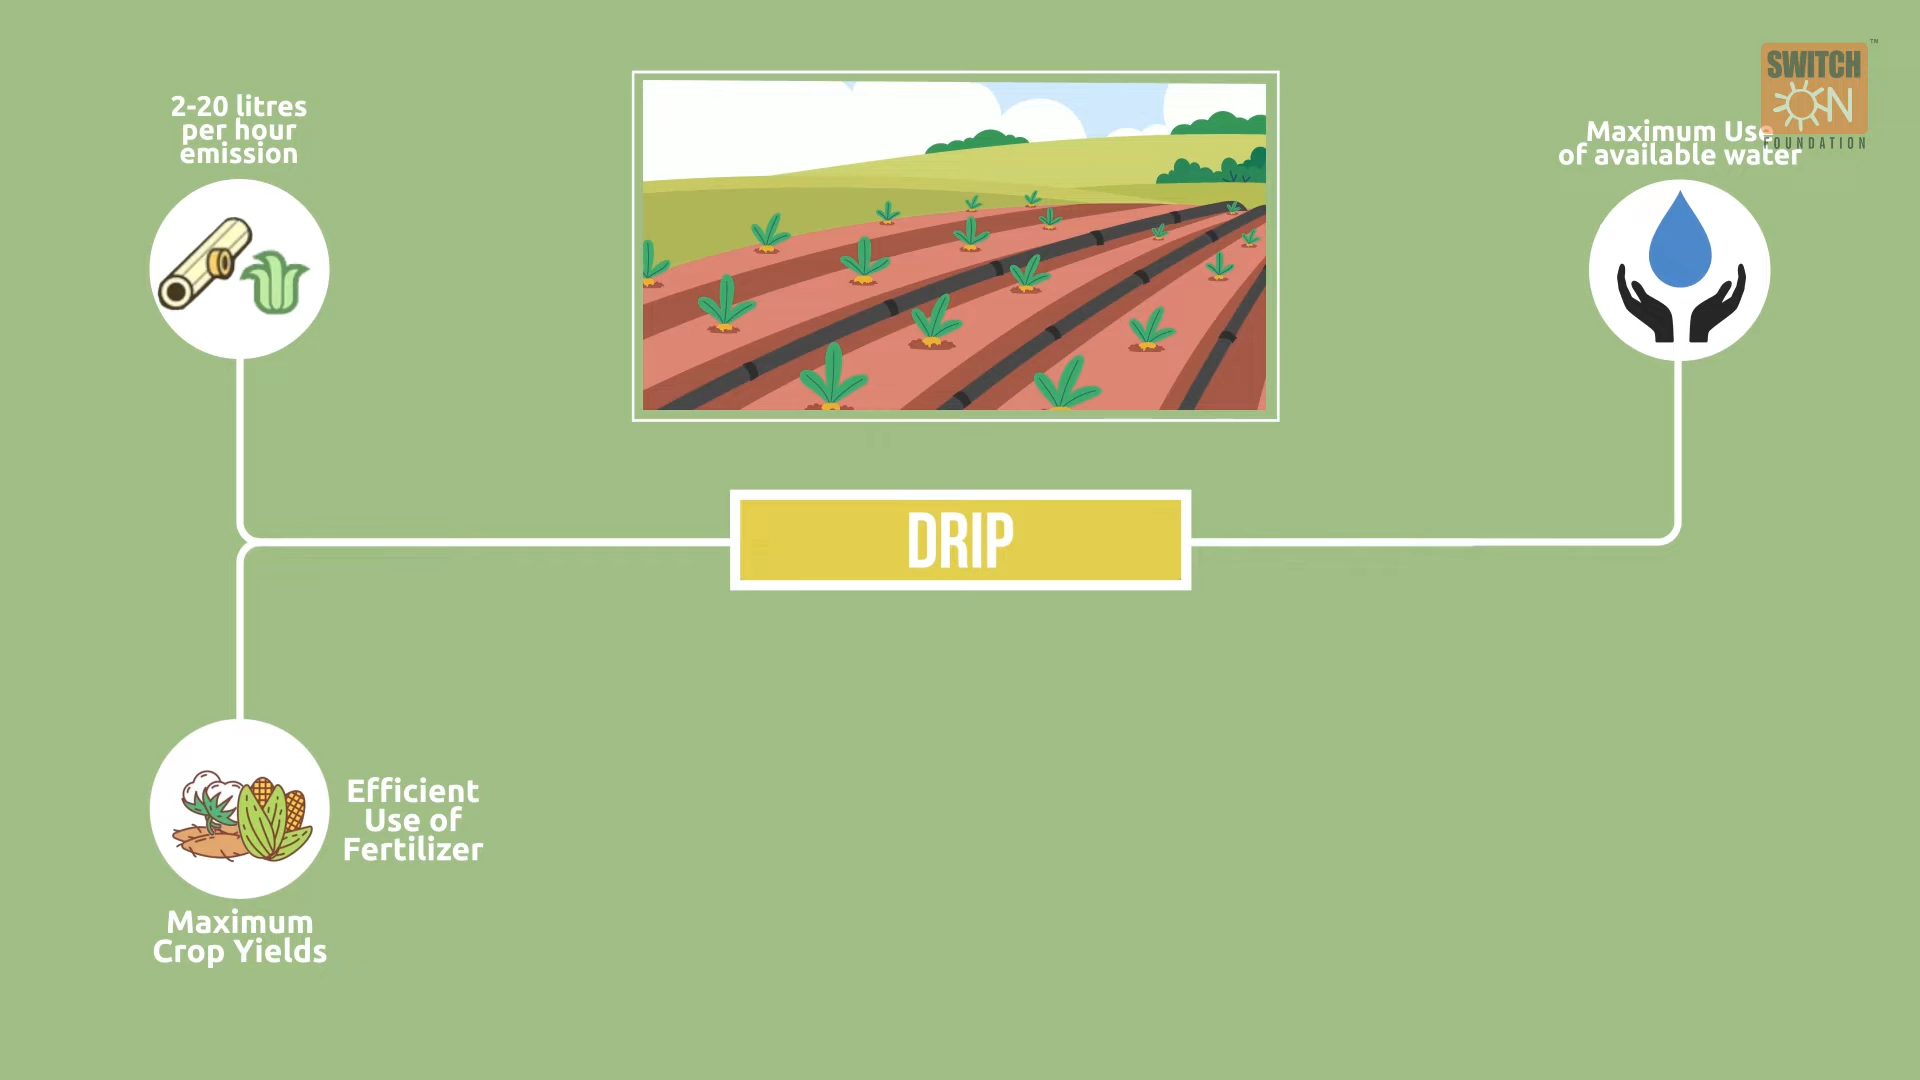 2-20 litres
per hour
emission
SWITCH
ON
FOUNDATION
TM
Maximum Use
of available water
DRIP
Efficient
Use of
Fertilizer
Maximum
Crop Yields